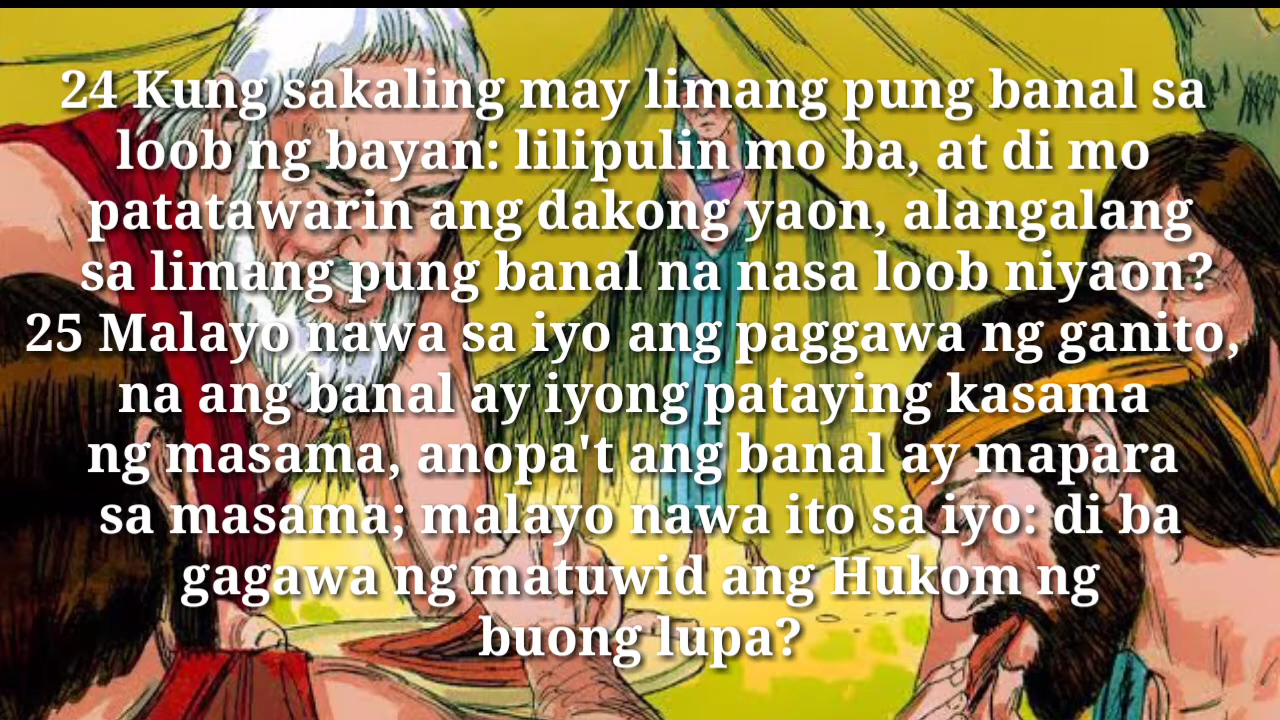 24 Kung sakaling may limang pung banal sa
loob ng bayan: lilipulin mo ba, at di mo
patatawarin ang dakong yaon, alangalang
sa limang pung banal na nasa loob niyaon?
25 Malayo nawa sa iyo ang paggawa ng ganito,
na ang banal ay iyong pataying kasama
ng masama, anopa't ang banal ay mapara
sa masama; malayo nawa ito sa iyo: di ba
gagawa ng matuwid ang Hukom ng
buong lupa?